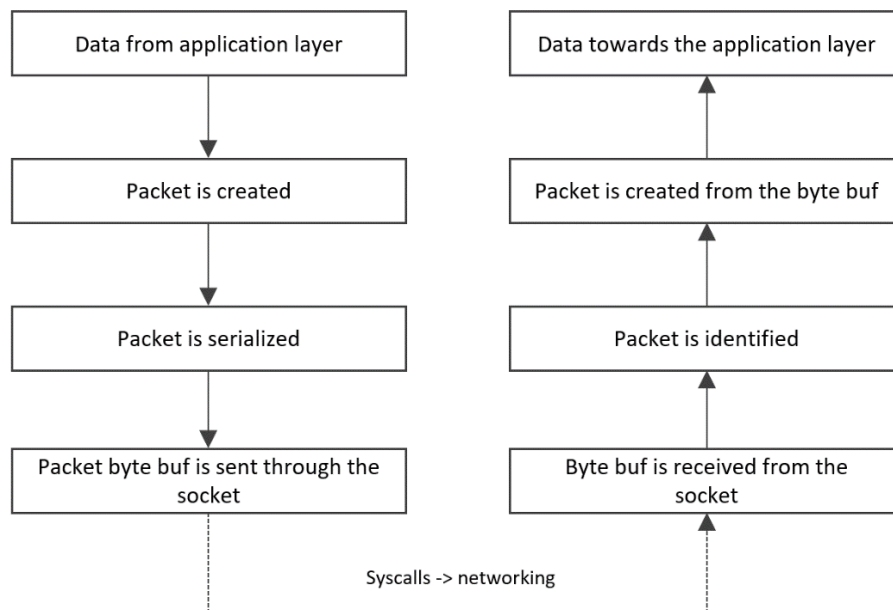 Data from application layer
Data towards the application layer
Packet is created
Packet is created from the byte buf
Packet is serialized
Packet is identified
Packet byte buf is sent through the
socket
Byte buf is received from the
socket
Syscalls -> networking